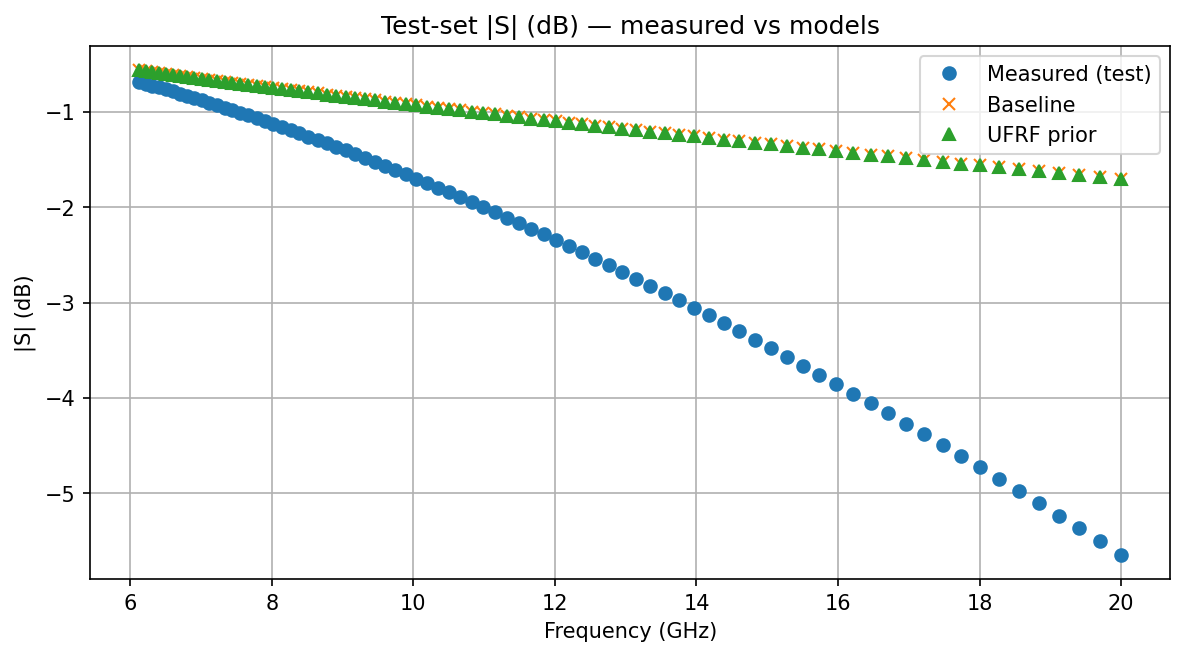 Test-set |S| (dB) — measured vs models
Measured (test)
Baseline
UFRF prior
|S| (dB)
−1
−2
−3
−4
−5
6 8 10 12 14 16 18 20
Frequency (GHz)